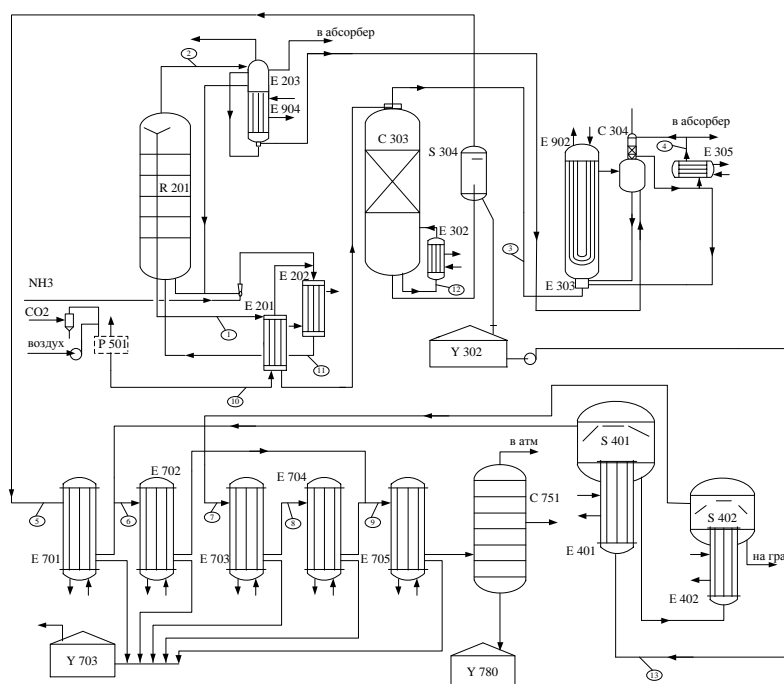 в абсорбер
2
E 203
E 904
C 303
S 304
E 902
C 304
в абсорбер
4
E 305
R 201
E 302
3
12
E 303
NH3
CO2
воздух
P 501
E 201
E 202
1
11
10
Y 302
в атм
S 401
E 702
E 704
C 751
S 402
5
6
7
8
9
E 701
E 703
E 705
E 401
E 402
на гра
Y 703
Y 780
13